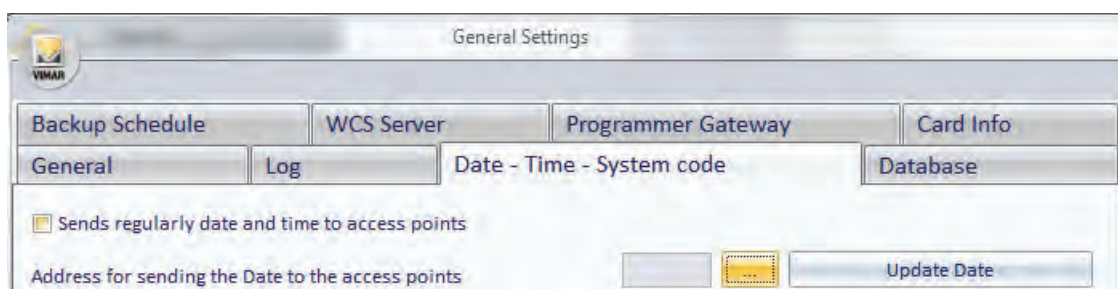 General Settings
VIMAR
Backup Schedule WCS Server Programmer Gateway Card Info
General Log Date - Time - System code Database
Sends regularly date and time to access points
Address for sending the Date to the access points ... Update Date